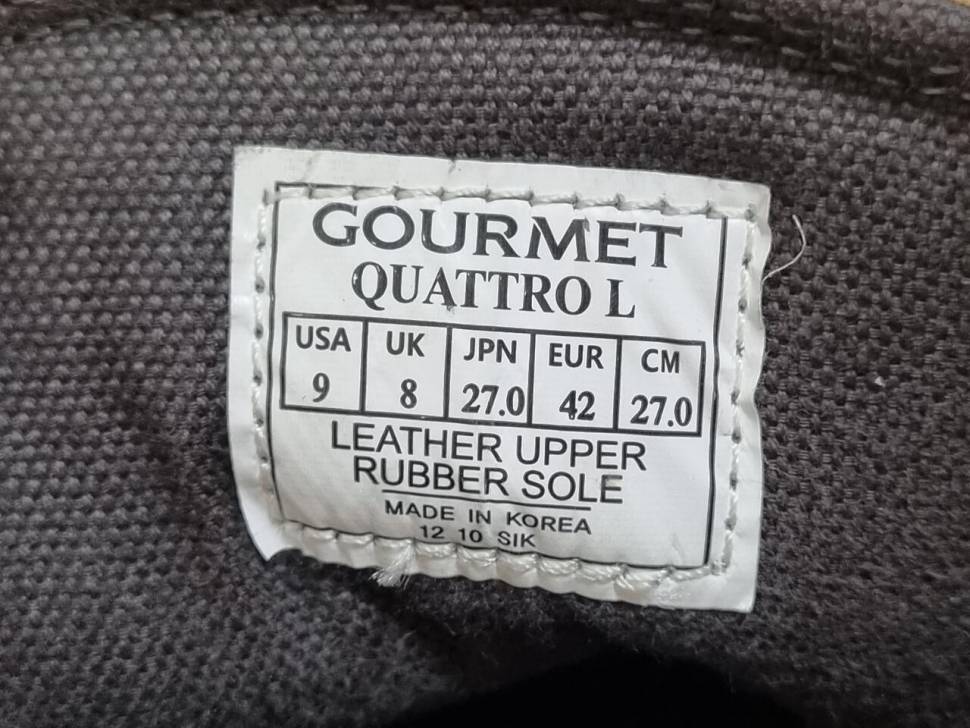 GOURMET
QUATTRO L
USA UK JPN EUR CM
9 8 27.0 42 27.0
LEATHER UPPER
RUBBER SOLE
MADE IN KOREA
12 10 SIK